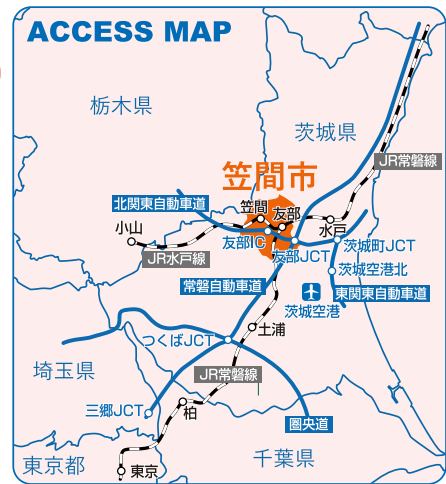 ACCESS MAP
栃木県
茨城県
JR常磐線
笠間市
北関東自動車道
笠間
友部
小山
水戸
友部IC
友部JCT
茨城町JCT
JR水戸線
茨城空港北
常磐自動車道
東関東自動車道
茨城空港
土浦
つくばJCT
埼玉県
JR常磐線
三郷JCT
柏
圏央道
東京都
東京
千葉県